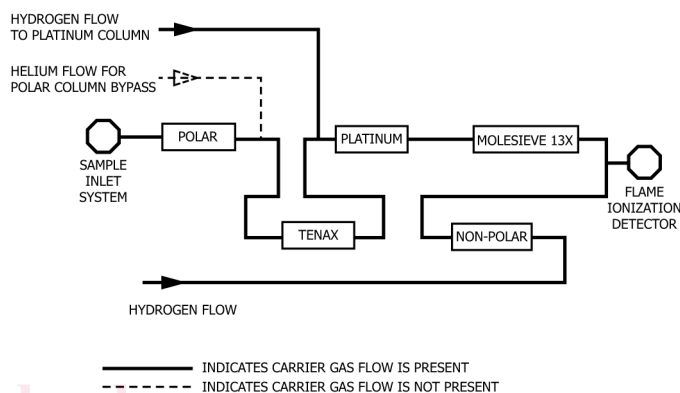 HYDROGEN FLOW
TO PLATINUM COLUMN
HELIUM FLOW FOR
POLAR COLUMN BYPASS
POLAR
PLATINUM
MOLESIEVE 13X
SAMPLE
INLET
SYSTEM
FLAME
IONIZATION
DETECTOR
TENAX
NON-POLAR
HYDROGEN FLOW
INDICATES CARRIER GAS FLOW IS PRESENT
INDICATES CARRIER GAS FLOW IS NOT PRESENT